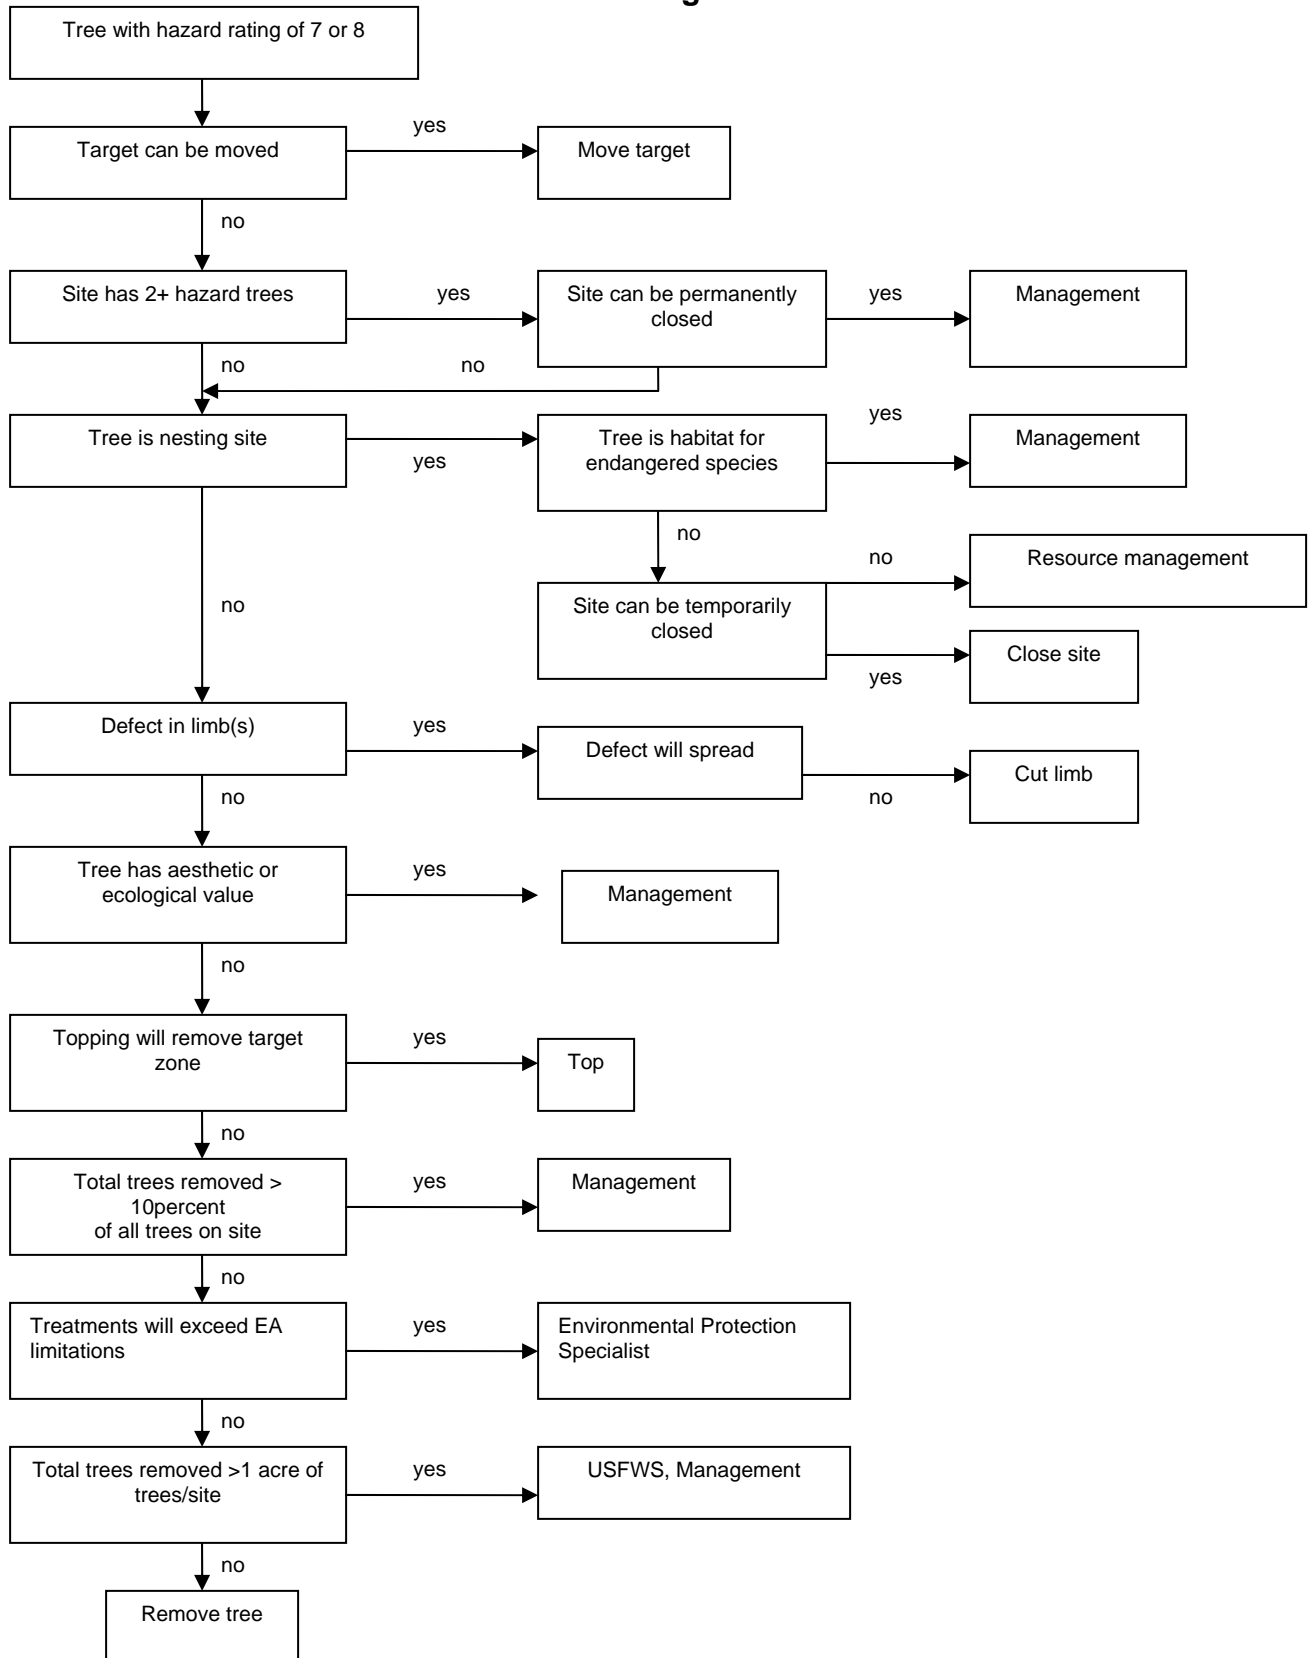 Tree with hazard rating of 7 or 8
yes
Target can be moved
Move target
no
Site has 2+ hazard trees
yes
Site can be permanently
closed
yes
Management
no
no
Tree is nesting site
yes
Tree is habitat for
endangered species
yes
Management
no
no
Resource management
no
Site can be temporarily
closed
Close site
yes
Defect in limb(s)
yes
Defect will spread
Cut limb
no
no
Tree has aesthetic or
ecological value
yes
Management
no
Topping will remove target
zone
yes
Top
no
Total trees removed >
10percent
of all trees on site
yes
Management
no
Treatments will exceed EA
limitations
yes
Environmental Protection
Specialist
no
Total trees removed >1 acre of
trees/site
yes
USFWS, Management
no
Remove tree